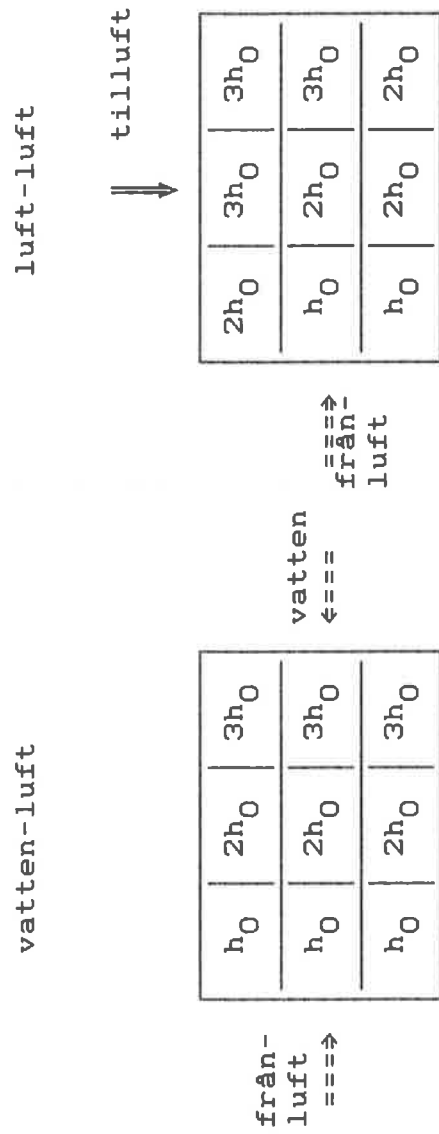 vatten-luft
från-
luft
====>
h0 2h0 3h0
h0 2h0 3h0
h0 2h0 3h0
vatten
<====
luft-luft
tilluft
från-
luft
====>
2h0 3h0 3h0
h0 2h0 3h0
h0 2h0 2h0